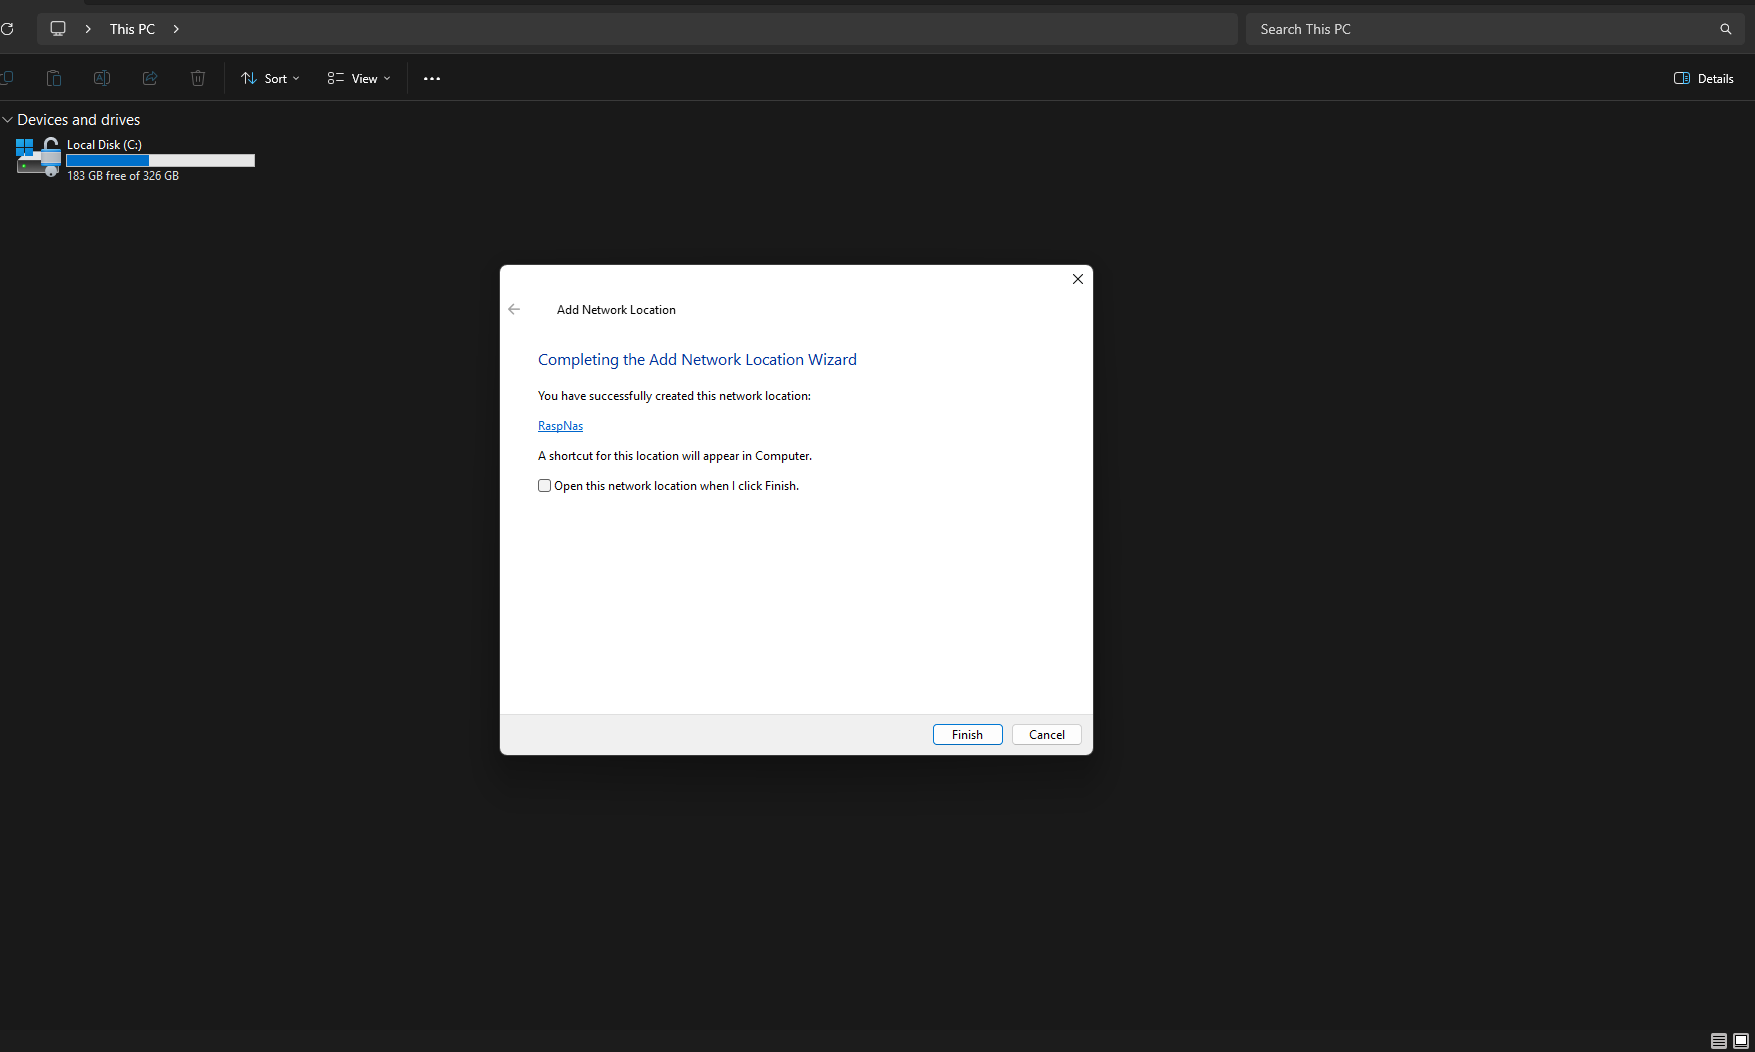 This PC
Search This PC
Sort
View
Details
Devices and drives
Local Disk (C:)
183 GB free of 326 GB
Add Network Location
Completing the Add Network Location Wizard
You have successfully created this network location:
RaspNas
A shortcut for this location will appear in Computer.
Open this network location when I click Finish.
Finish
Cancel